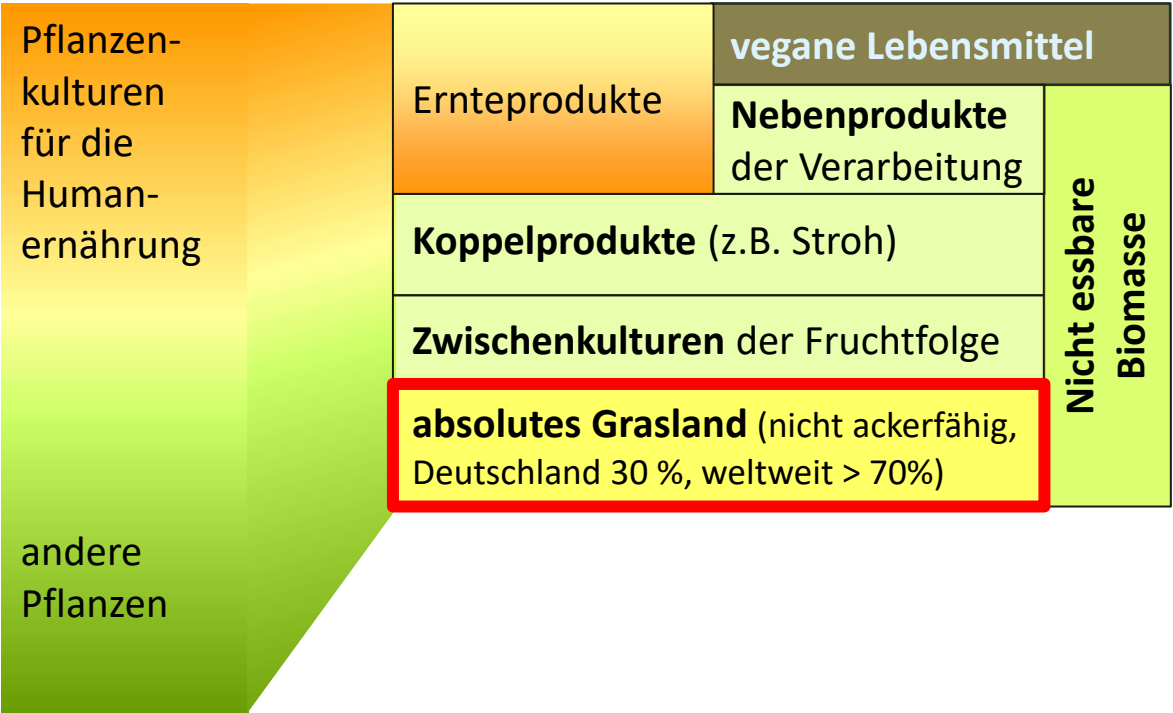 Pflanzen-
kulturen
für die
Human-
ernährung
andere
Pflanzen
Ernteprodukte
vegane Lebensmittel
Nebenprodukte
der Verarbeitung
Koppelprodukte (z.B. Stroh)
Zwischenkulturen der Fruchtfolge
absolutes Grasland (nicht ackerfähig,
Deutschland 30 %, weltweit > 70%)
Nicht essbare
Biomasse